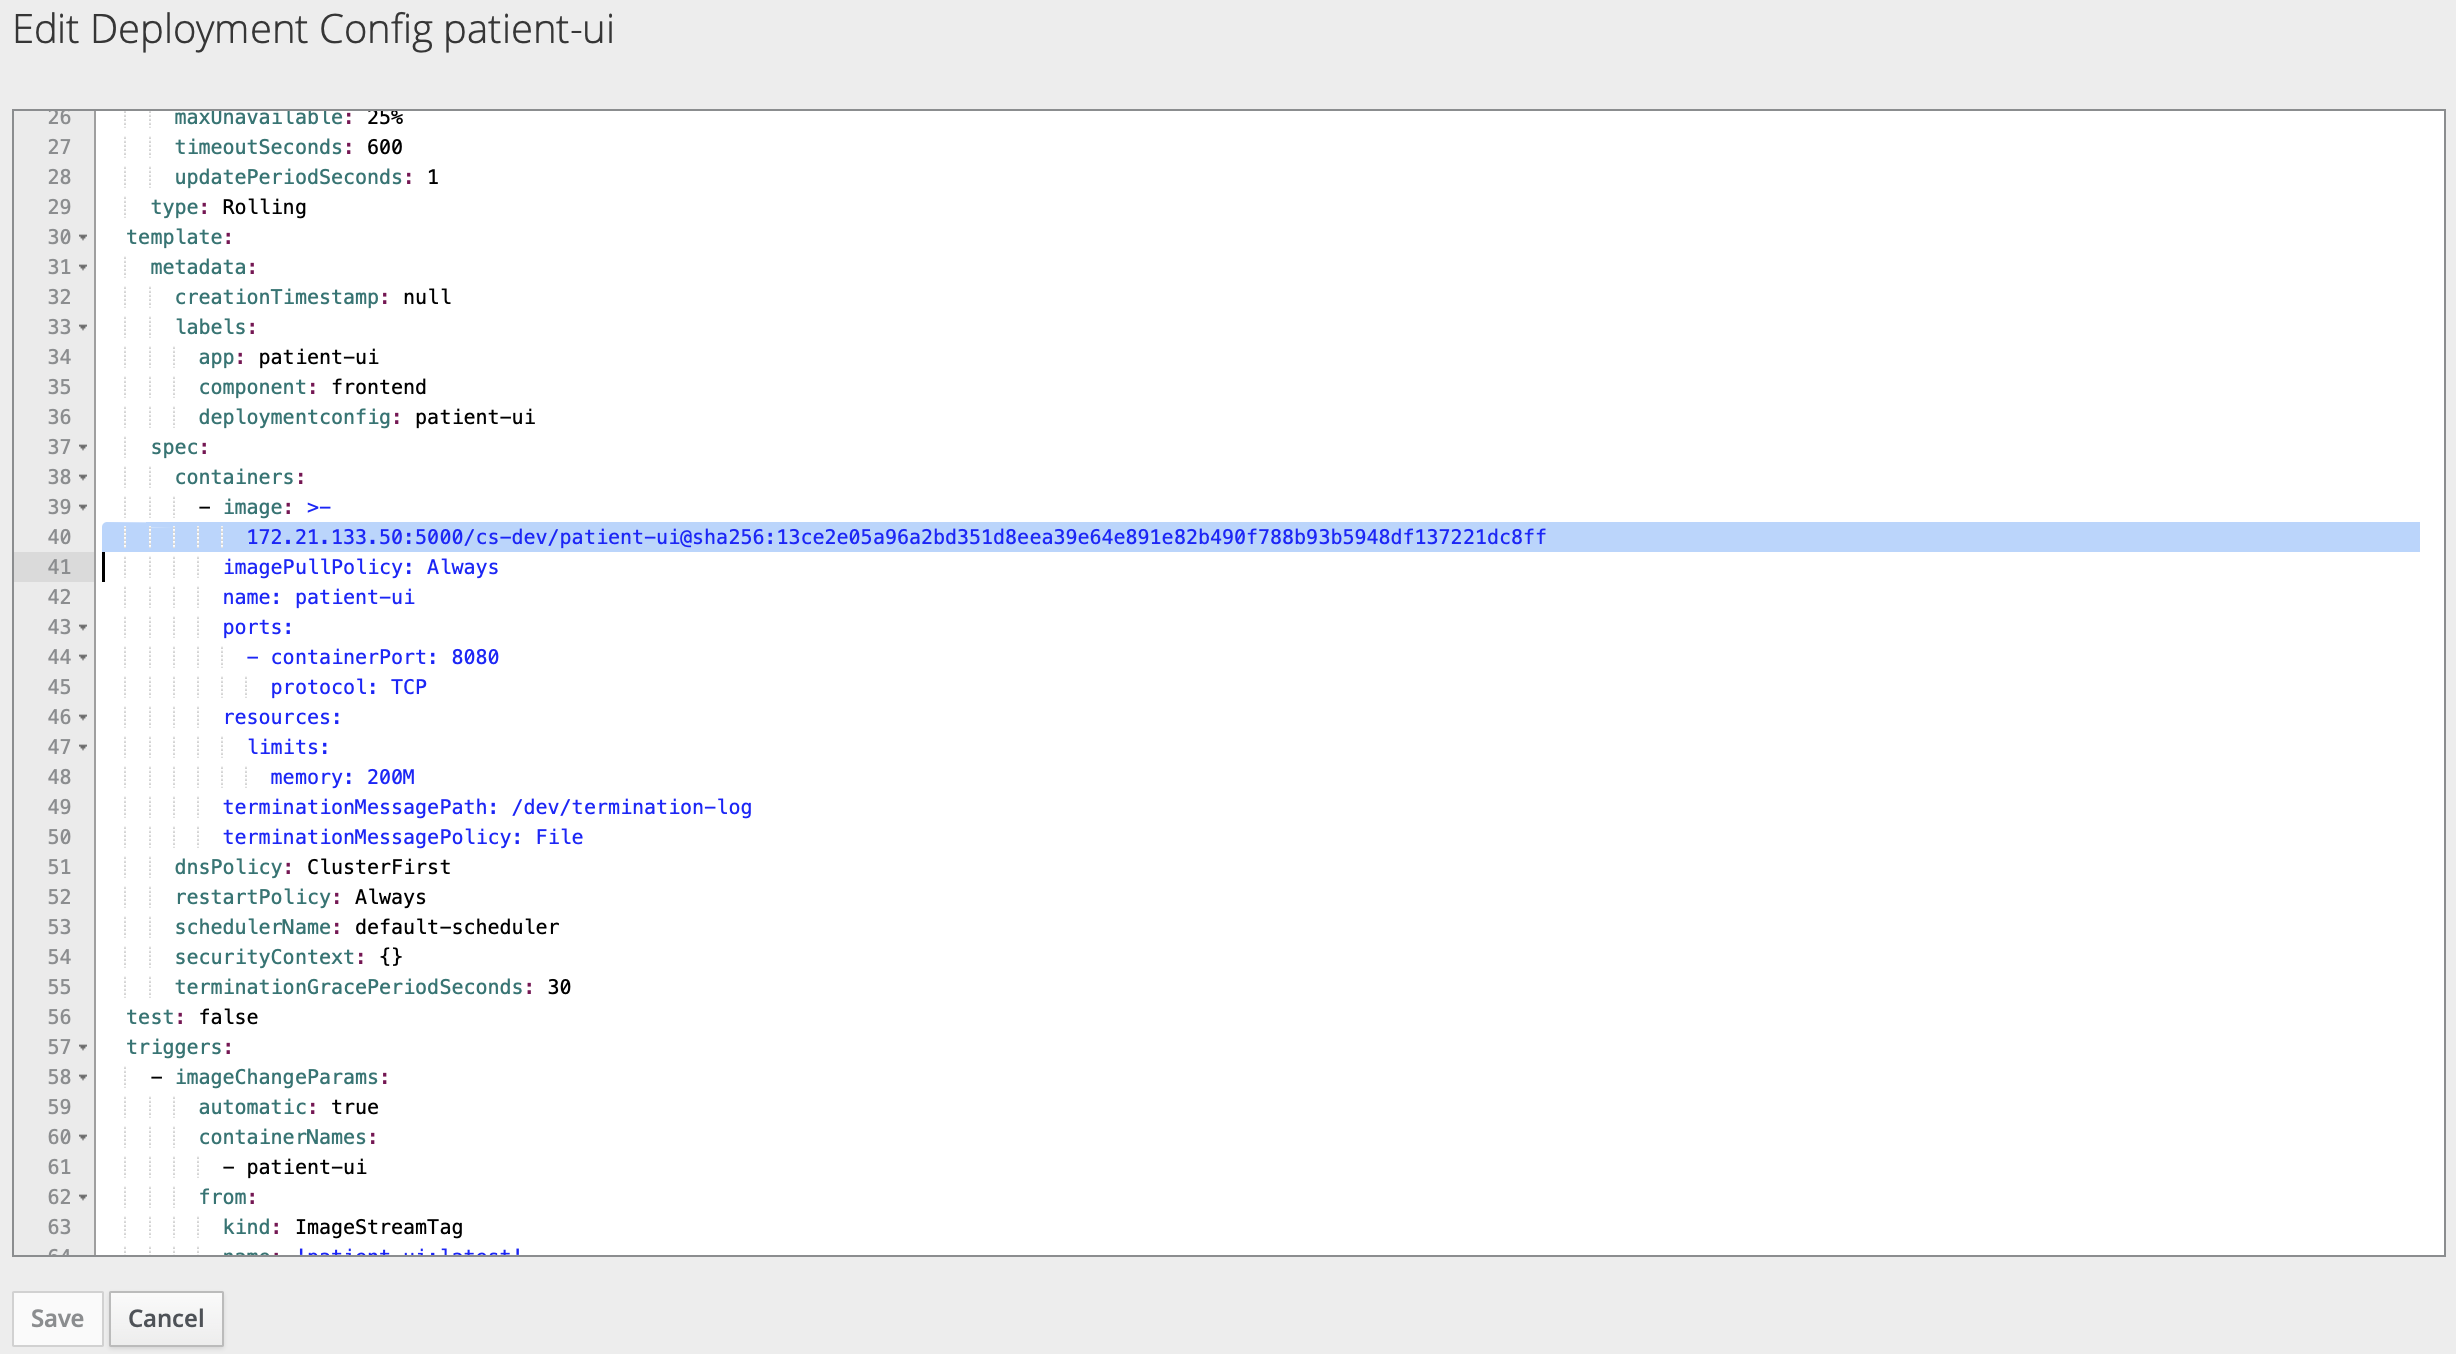 Edit Deployment Config patient-ui
26 maxUnavailable: 25%
27 timeoutSeconds: 600
28 updatePeriodSeconds: 1
29 type: Rolling
30 template:
31 metadata:
32 creationTimestamp: null
33 labels:
34 app: patient-ui
35 component: frontend
36 deploymentconfig: patient-ui
37 spec:
38 containers:
39 - image: >-
40 172.21.133.50:5000/cs-dev/patient-ui@sha256:13ce2e05a96a2bd351d8eea39e64e891e82b490f788b93b5948df137221dc8ff
41 imagePullPolicy: Always
42 name: patient-ui
43 ports:
44 - containerPort: 8080
45 protocol: TCP
46 resources:
47 limits:
48 memory: 200M
49 terminationMessagePath: /dev/termination-log
50 terminationMessagePolicy: File
51 dnsPolicy: ClusterFirst
52 restartPolicy: Always
53 schedulerName: default-scheduler
54 securityContext: {}
55 terminationGracePeriodSeconds: 30
56 test: false
57 triggers:
58 - imageChangeParams:
59 automatic: true
60 containerNames:
61 - patient-ui
62 from:
63 kind: ImageStreamTag
64 name: 'patient-ui:latest'
Save Cancel